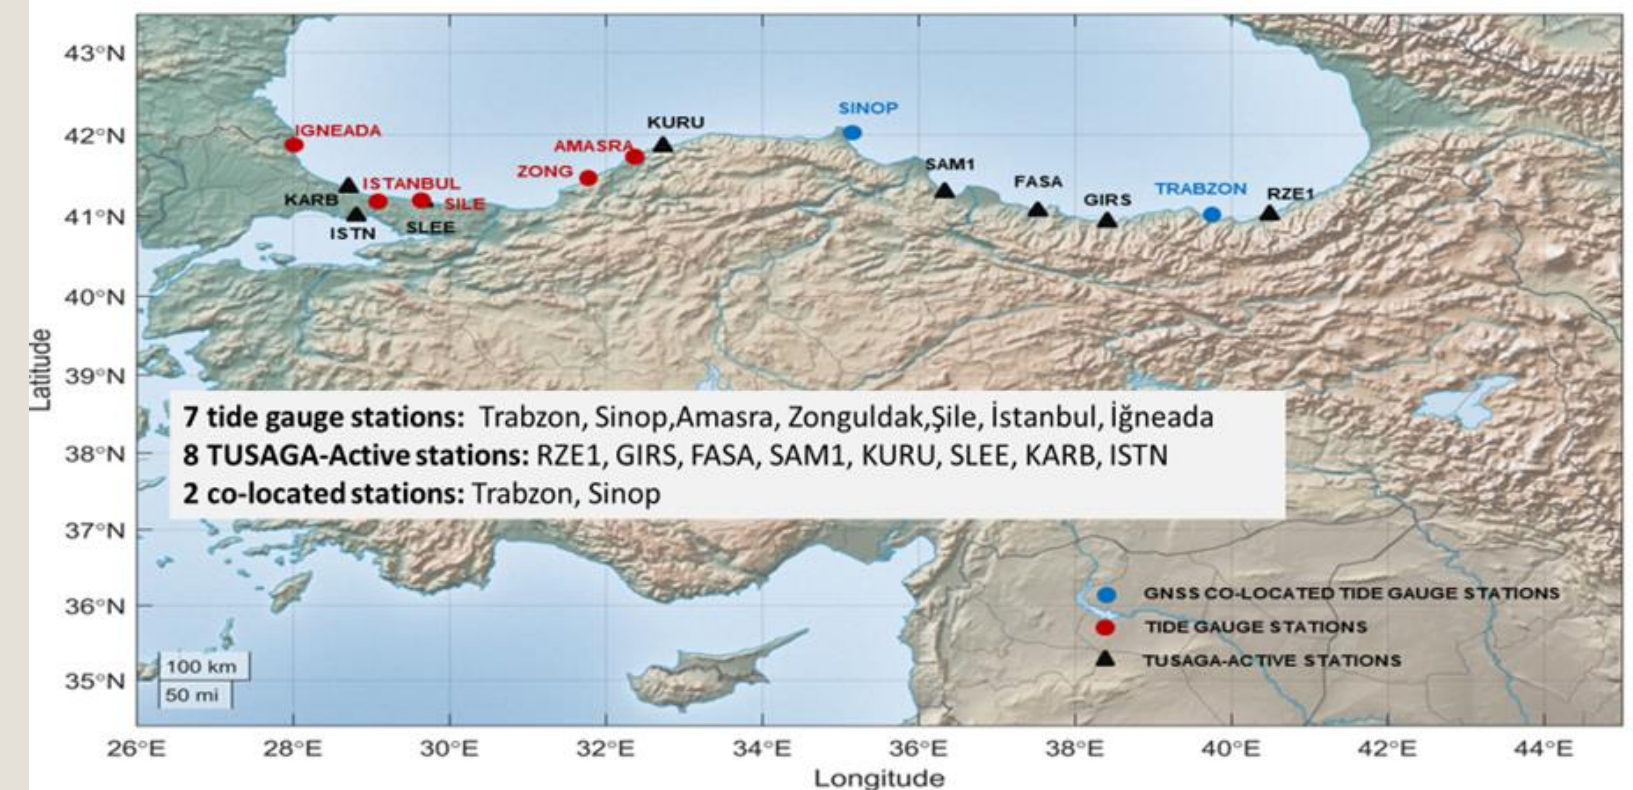 43°N
42°N
41°N
40°N
39°N
38°N
37°N
36°N
35°N
Latitude
IGNEADA
KARB
ISTANBUL
SILE
ISTN
SLEE
ZONG
AMASRA
KURU
SINOP
SAM1
FASA
GIRS
TRABZON
RZE1
7 tide gauge stations: Trabzon, Sinop,Amasra, Zonguldak,Şile, İstanbul, İğneada
8 TUSAGA-Active stations: RZE1, GIRS, FASA, SAM1, KURU, SLEE, KARB, ISTN
2 co-located stations: Trabzon, Sinop
GNSS CO-LOCATED TIDE GAUGE STATIONS
TIDE GAUGE STATIONS
TUSAGA-ACTIVE STATIONS
100 km
50 mi
26°E 28°E 30°E 32°E 34°E 36°E 38°E 40°E 42°E 44°E
Longitude